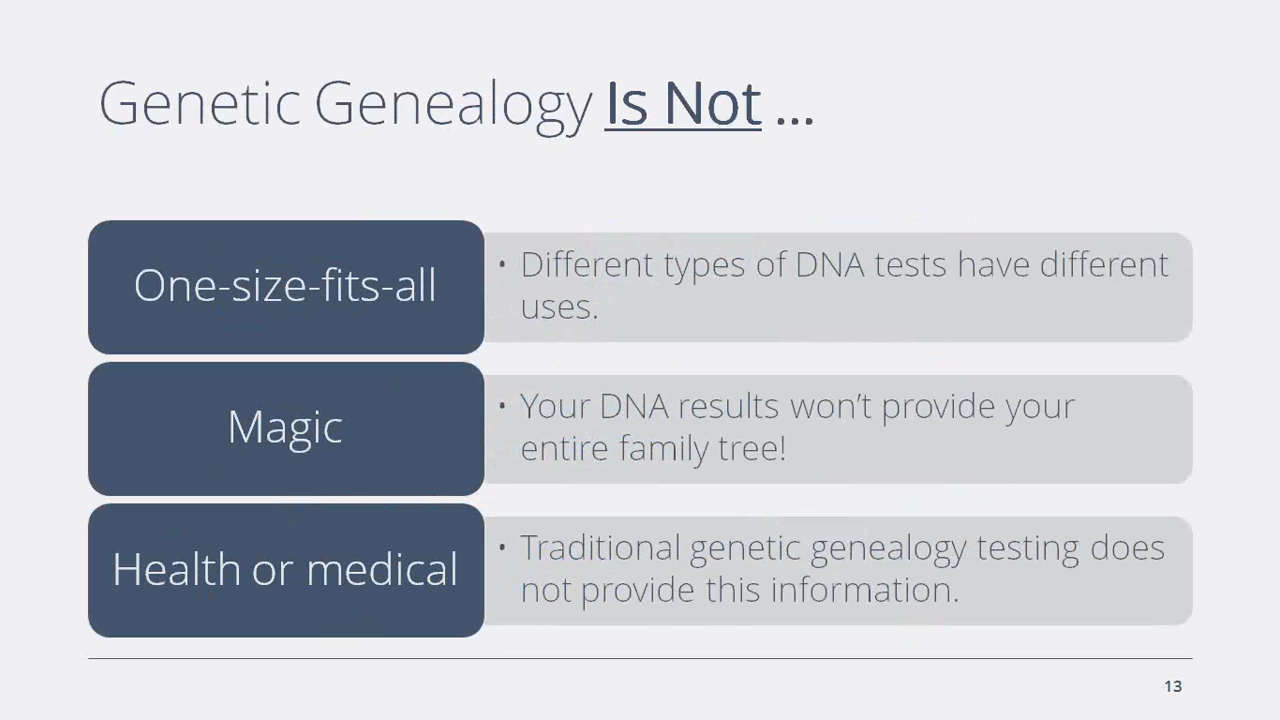 Genetic Genealogy Is Not ...
One-size-fits-all
• Different types of DNA tests have different
uses.
Magic
• Your DNA results won’t provide your
entire family tree!
Health or medical
• Traditional genetic genealogy testing does
not provide this information.
13